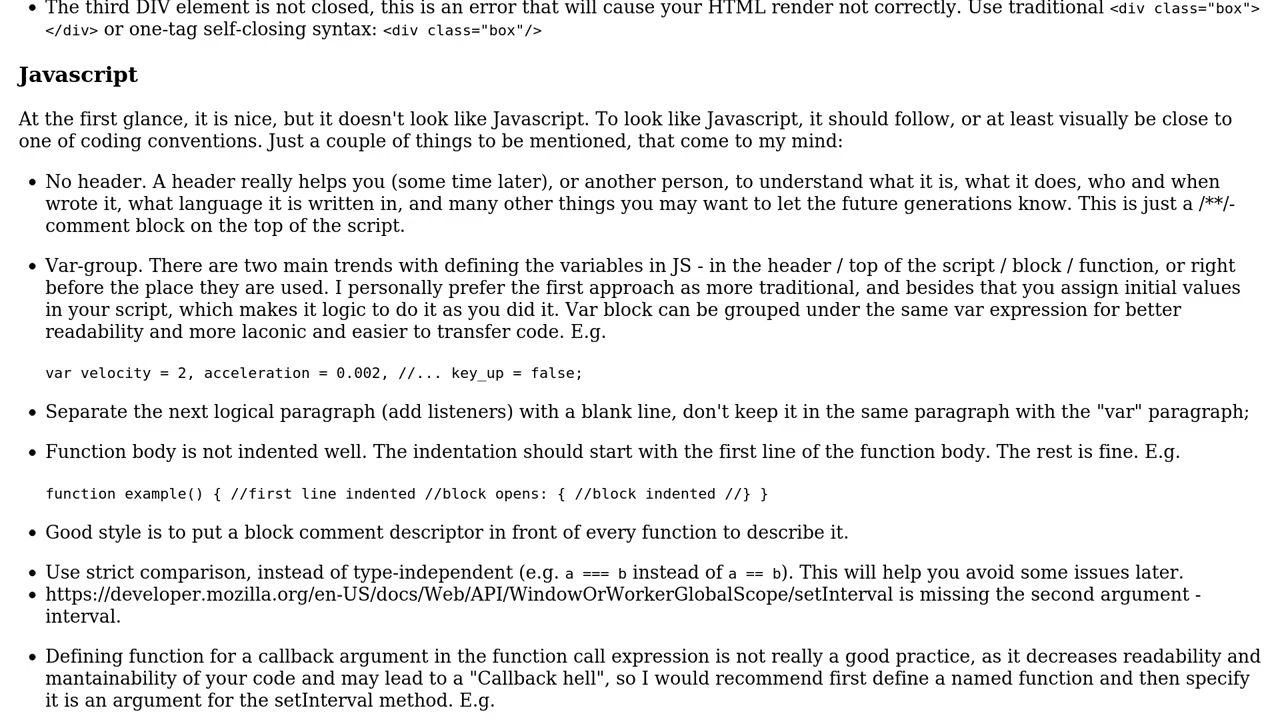 • The third DIV element is not closed, this is an error that will cause your HTML render not correctly. Use traditional <div class="box">
</div> or one-tag self-closing syntax: <div class="box"/>
Javascript
At the first glance, it is nice, but it doesn't look like Javascript. To look like Javascript, it should follow, or at least visually be close to
one of coding conventions. Just a couple of things to be mentioned, that come to my mind:
• No header. A header really helps you (some time later), or another person, to understand what it is, what it does, who and when
wrote it, what language it is written in, and many other things you may want to let the future generations know. This is just a /**/-
comment block on the top of the script.
• Var-group. There are two main trends with defining the variables in JS - in the header / top of the script / block / function, or right
before the place they are used. I personally prefer the first approach as more traditional, and besides that you assign initial values
in your script, which makes it logic to do it as you did it. Var block can be grouped under the same var expression for better
readability and more laconic and easier to transfer code. E.g.
var velocity = 2, acceleration = 0.002, //... key_up = false;
• Separate the next logical paragraph (add listeners) with a blank line, don't keep it in the same paragraph with the "var" paragraph;
• Function body is not indented well. The indentation should start with the first line of the function body. The rest is fine. E.g.
function example() { //first line indented //block opens: { //block indented //} }
• Good style is to put a block comment descriptor in front of every function to describe it.
• Use strict comparison, instead of type-independent (e.g. a === b instead of a == b). This will help you avoid some issues later.
• https://developer.mozilla.org/en-US/docs/Web/API/WindowOrWorkerGlobalScope/setInterval is missing the second argument -
interval.
• Defining function for a callback argument in the function call expression is not really a good practice, as it decreases readability and
mantainability of your code and may lead to a "Callback hell", so I would recommend first define a named function and then specify
it is an argument for the setInterval method. E.g.